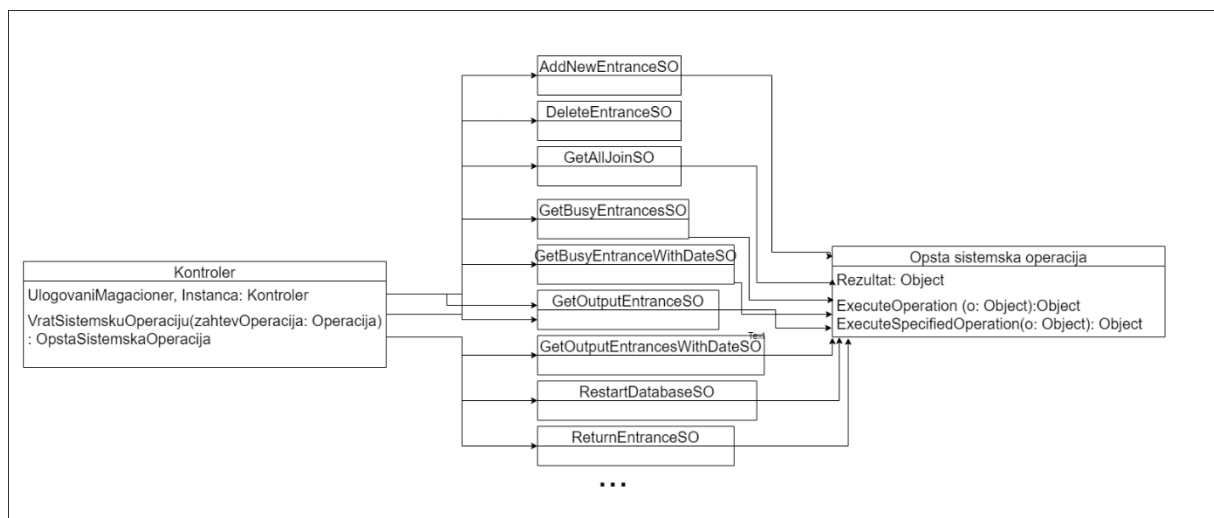 AddNewEntranceSO
DeleteEntranceSO
GetAllJoinSO
GetBusyEntrancesSO
GetBusyEntranceWithDateSO
GetOutputEntranceSO
Text
GetOutputEntrancesWithDateSO
RestartDatabaseSO
ReturnEntranceSO
...
Kontroler
UlogovaniMagacioner, Instanca: Kontroler
VratSistemskuOperaciju(zahtevOperacija: Operacija)
: OpstaSistemskaOperacija
Opsta sistemska operacija
Rezultat: Object
ExecuteOperation (o: Object):Object
ExecuteSpecifiedOperation(o: Object): Object